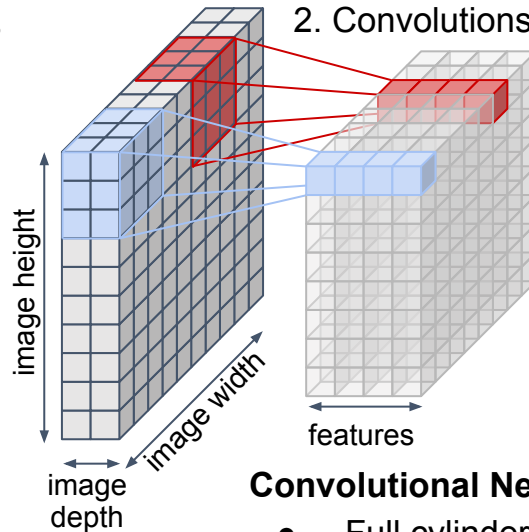 2. Convolutions
image height
image width
features
image
depth
Convolutional Ne
● Full cylinder